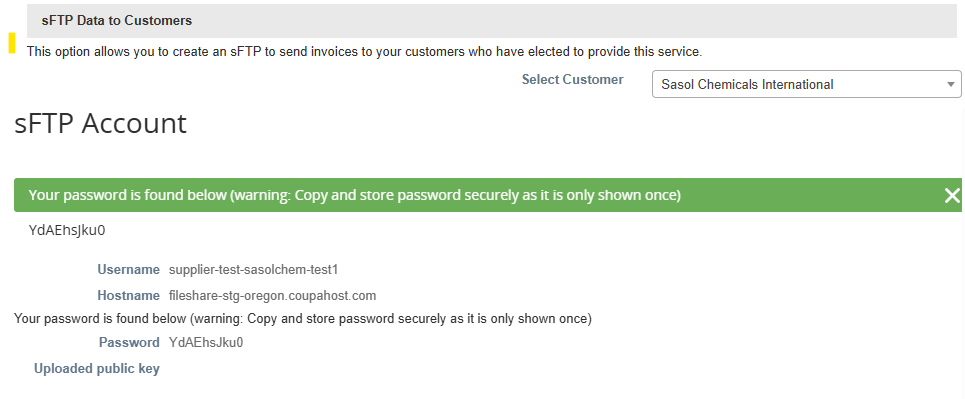 sFTP Data to Customers
This option allows you to create an sFTP to send invoices to your customers who have elected to provide this service.
Select Customer Sasol Chemicals International
sFTP Account
Your password is found below (warning: Copy and store password securely as it is only shown once)
YdAEhsJku0
Username supplier-test-sasolchem-test1
Hostname fileshare-stg-oregon.coupahost.com
Your password is found below (warning: Copy and store password securely as it is only shown once)
Password YdAEhsJku0
Uploaded public key